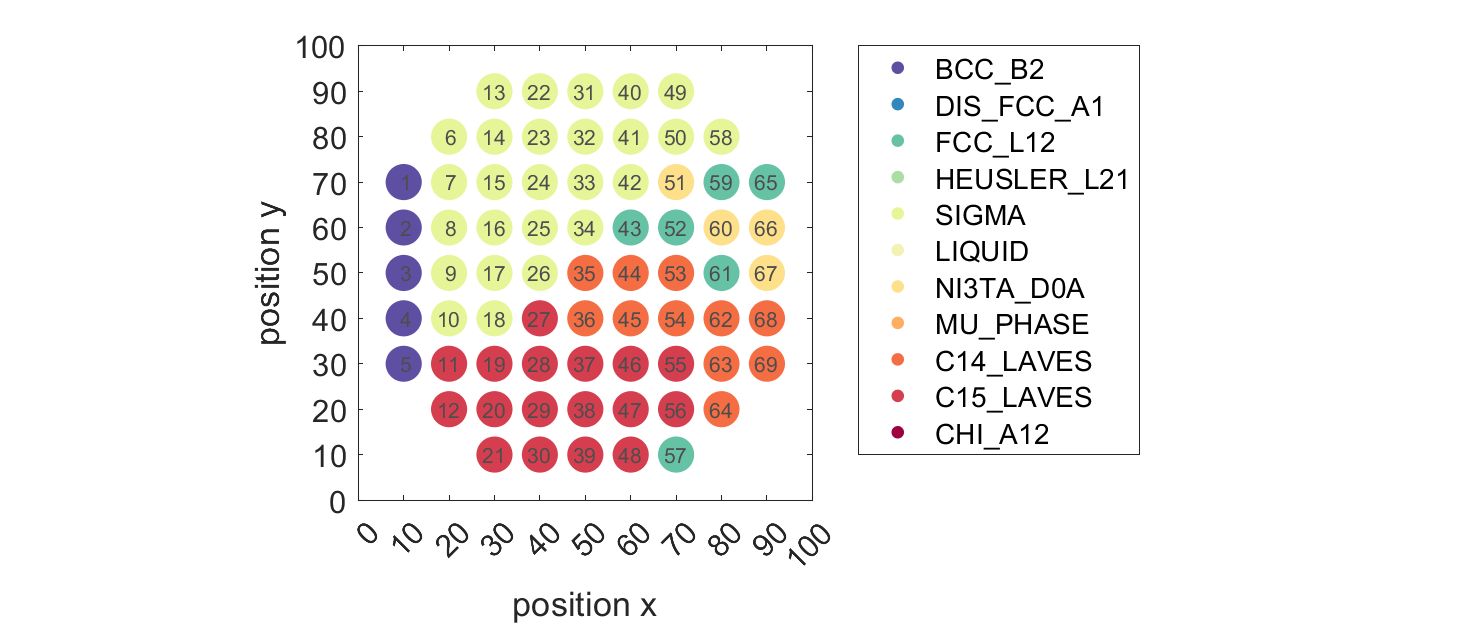 100
90
80
70
60
50
40
30
20
10
0
position y
13 22 31 40 49
6 14 23 32 41 50 58
1 7 15 24 33 42 51 59 65
2 8 16 25 34 43 52 60 66
3 9 17 26 35 44 53 61 67
4 10 18 27 36 45 54 62 68
5 11 19 28 37 46 55 63 69
12 20 29 38 47 56 64
21 30 39 48 57
0 10 20 30 40 50 60 70 80 90 100
position x
BCC_B2
DIS_FCC_A1
FCC_L12
HEUSLER_L21
SIGMA
LIQUID
NI3TA_D0A
MU_PHASE
C14_LAVES
C15_LAVES
CHI_A12